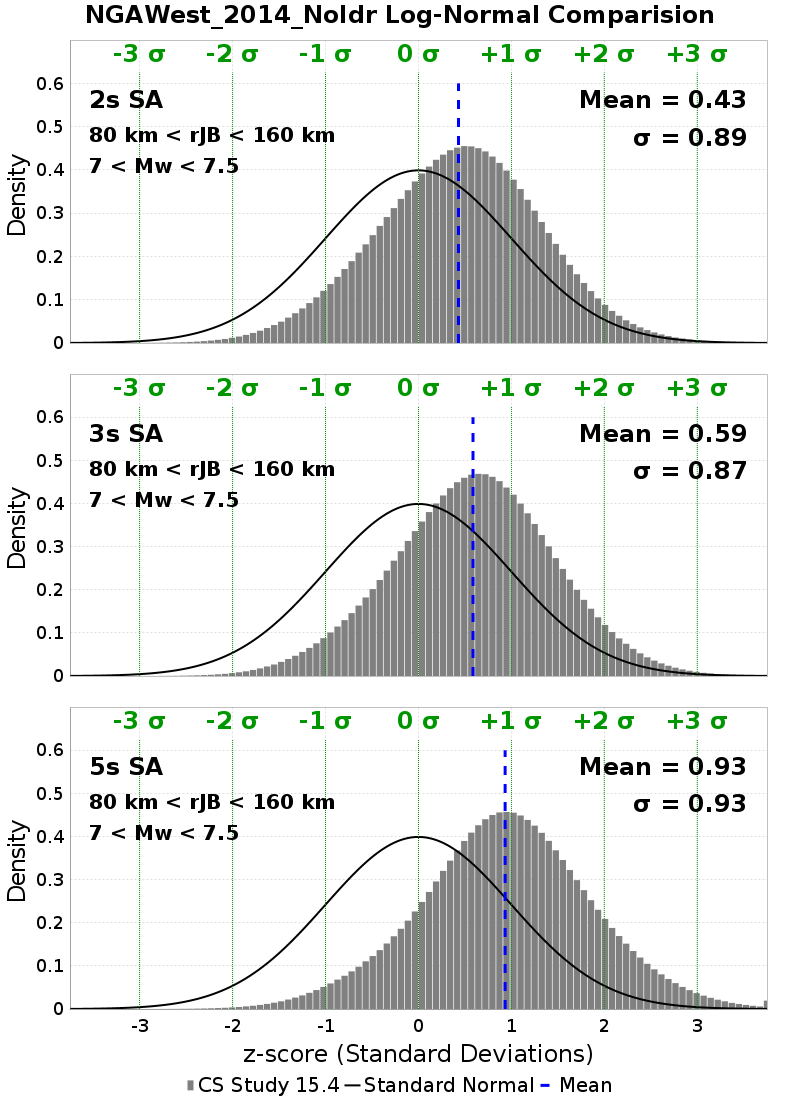 NGAWest_2014_NoIdr Log-Normal Comparision
-3 σ -2 σ -1 σ 0 σ +1 σ +2 σ +3 σ
0.6
2s SA Mean = 0.43
0.5
80 km < rJB < 160 km σ = 0.89
7 < Mw < 7.5
0.4
Density
0.3
0.2
0.1
0
-3 σ -2 σ -1 σ 0 σ +1 σ +2 σ +3 σ
0.6
3s SA Mean = 0.59
0.5
80 km < rJB < 160 km σ = 0.87
7 < Mw < 7.5
0.4
Density
0.3
0.2
0.1
0
-3 σ -2 σ -1 σ 0 σ +1 σ +2 σ +3 σ
0.6
5s SA Mean = 0.93
0.5
80 km < rJB < 160 km σ = 0.93
7 < Mw < 7.5
0.4
Density
0.3
0.2
0.1
0
-3 -2 -1 0 1 2 3
z-score (Standard Deviations)
CS Study 15.4 Standard Normal Mean